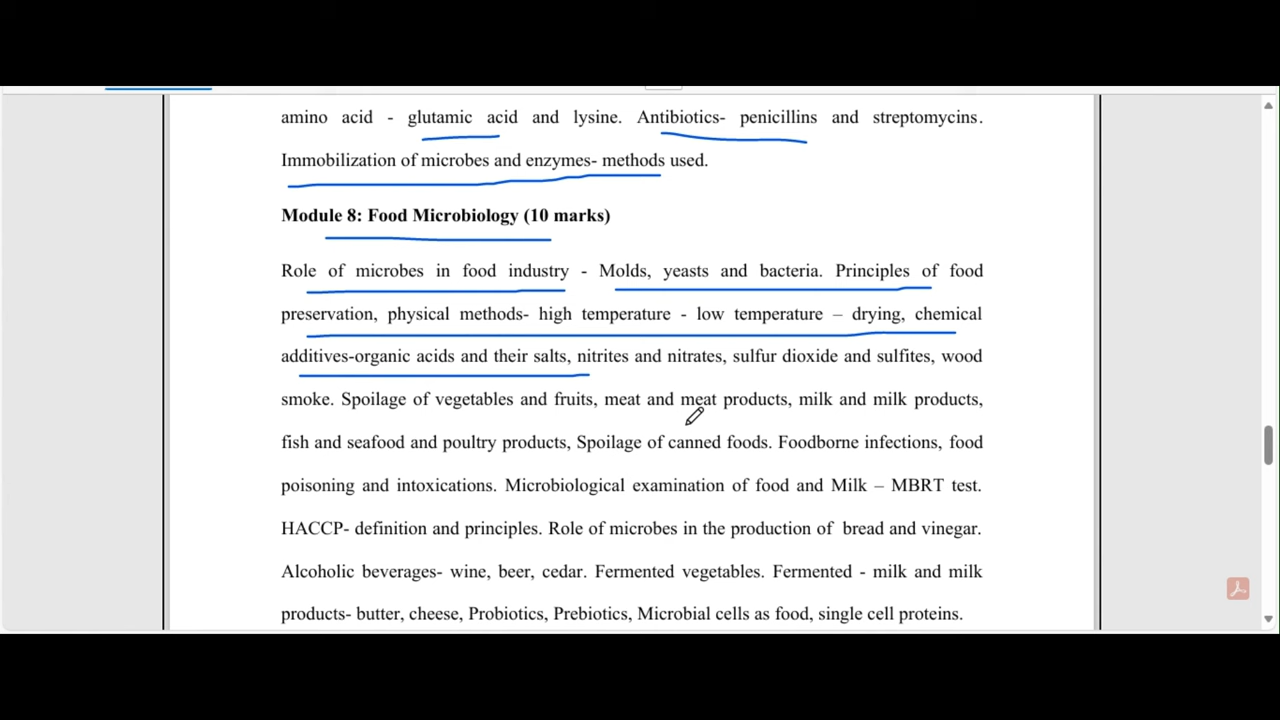 amino acid - glutamic acid and lysine. Antibiotics- penicillins and streptomycins.
Immobilization of microbes and enzymes- methods used.
Module 8: Food Microbiology (10 marks)
Role of microbes in food industry - Molds, yeasts and bacteria. Principles of food
preservation, physical methods- high temperature - low temperature – drying, chemical
additives-organic acids and their salts, nitrites and nitrates, sulfur dioxide and sulfites, wood
smoke. Spoilage of vegetables and fruits, meat and meat products, milk and milk products,
fish and seafood and poultry products, Spoilage of canned foods. Foodborne infections, food
poisoning and intoxications. Microbiological examination of food and Milk – MBRT test.
HACCP- definition and principles. Role of microbes in the production of bread and vinegar.
Alcoholic beverages- wine, beer, cedar. Fermented vegetables. Fermented - milk and milk
products- butter, cheese, Probiotics, Prebiotics, Microbial cells as food, single cell proteins.